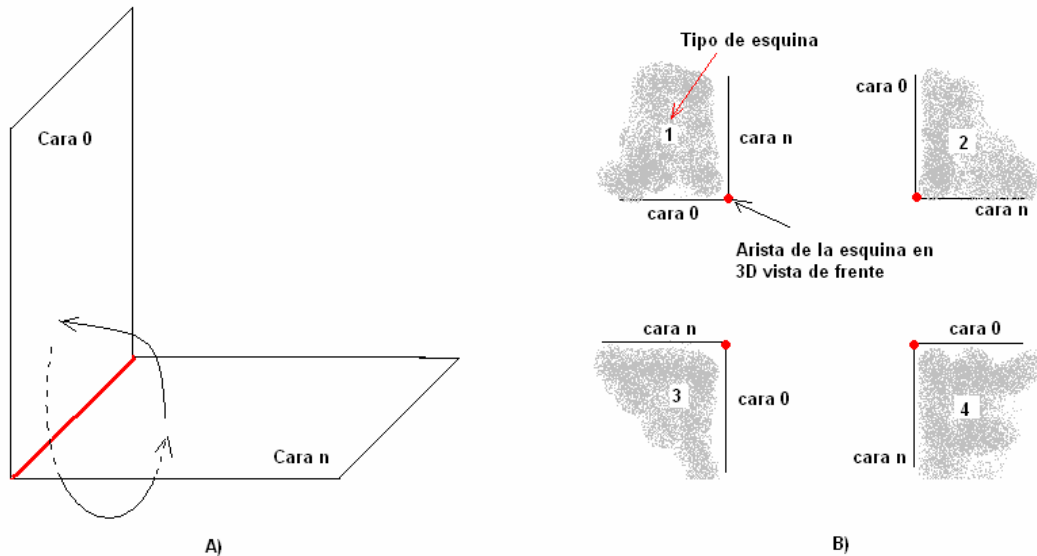 Cara 0
Cara n
A)
Tipo de esquina
1
cara n
cara 0
cara 0
2
cara n
Arista de la esquina en
3D vista de frente
cara n
3
cara 0
cara 0
4
cara n
B)